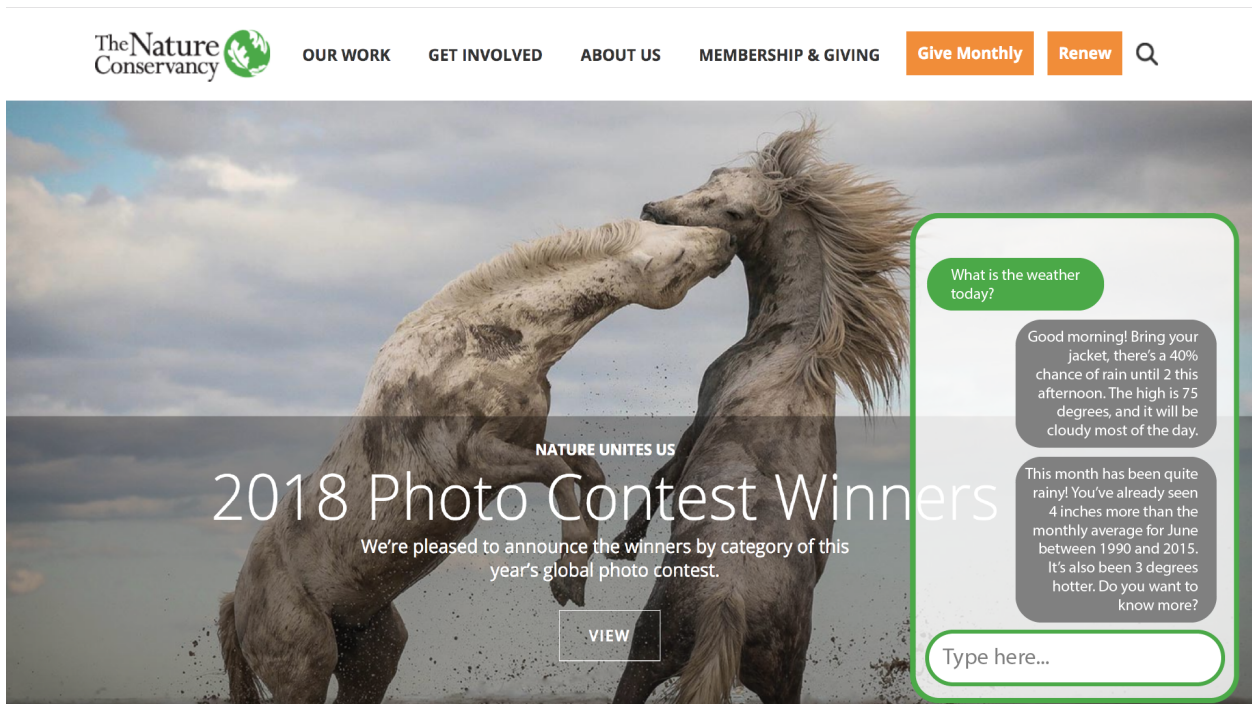 The Nature
Conservancy
OUR WORK
GET INVOLVED
ABOUT US
MEMBERSHIP & GIVING
Give Monthly
Renew
NATURE UNITES US
2018 Photo Contest Winners
We're pleased to announce the winners by category of this
year's global photo contest.
VIEW
What is the weather
today?
Good morning! Bring your
jacket, there's a 40%
chance of rain until 2 this
afternoon. The high is 75
degrees, and it will be
cloudy most of the day.
This month has been quite
rainy! You've already seen
4 inches more than the
monthly average for June
between 1990 and 2015.
It's also been 3 degrees
hotter. Do you want to
know more?
Type here...